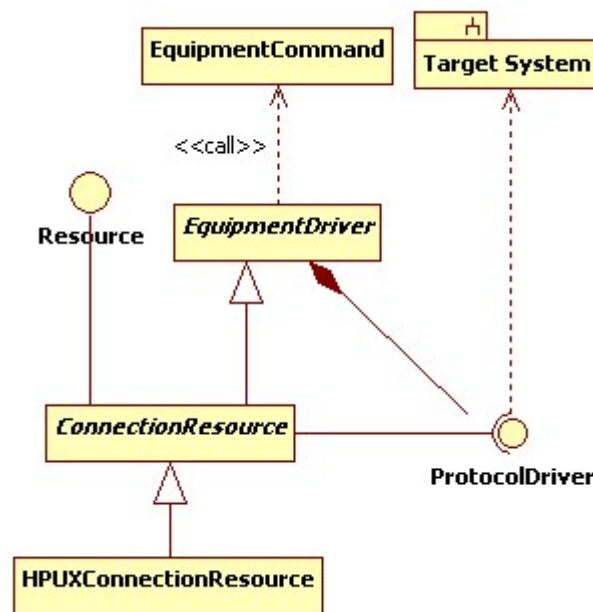 EquipmentCommand
Target System
<<call>>
Resource
EquipmentDriver
ConnectionResource
ProtocolDriver
HPUXConnectionResource